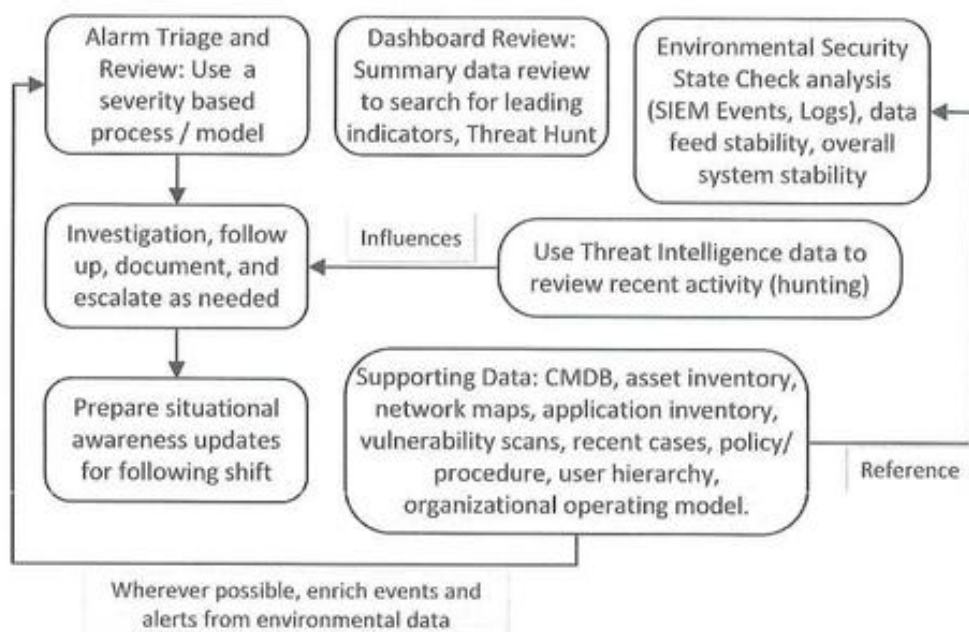 Alarm Triage and
Review: Use a
severity based
process / model
Dashboard Review:
Summary data review
to search for leading
indicators, Threat Hunt
Environmental Security
State Check analysis
(SIEM Events, Logs), data
feed stability, overall
system stability
Investigation, follow
up, document, and
escalate as needed
Influences
Use Threat Intelligence data to
review recent activity (hunting)
Prepare situational
awareness updates
for following shift
Supporting Data: CMDB, asset inventory,
network maps, application inventory,
vulnerability scans, recent cases, policy/
procedure, user hierarchy,
organizational operating model.
Reference
Wherever possible, enrich events and
alerts from environmental data